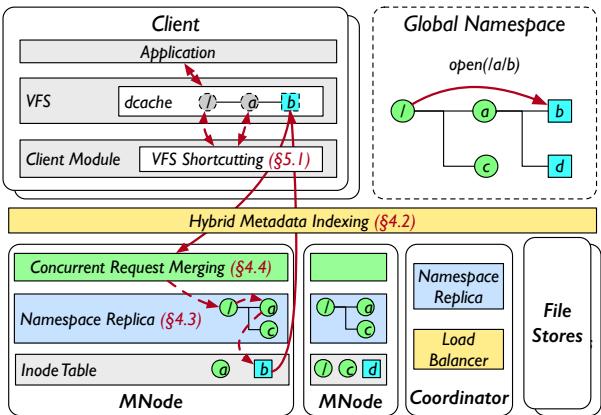 Client
Application
VFS
dcache
/ a b
Client Module
VFS Shortcutting (§5.1)
Global Namespace
open(/a/b)
/ a b
c d
Hybrid Metadata Indexing (§4.2)
Concurrent Request Merging (§4.4)
Namespace Replica (§4.3)
/ a
c
Inode Table
a b
MNode
/ a
c
/ c d
MNode
Namespace
Replica
Load
Balancer
Coordinator
File
Stores